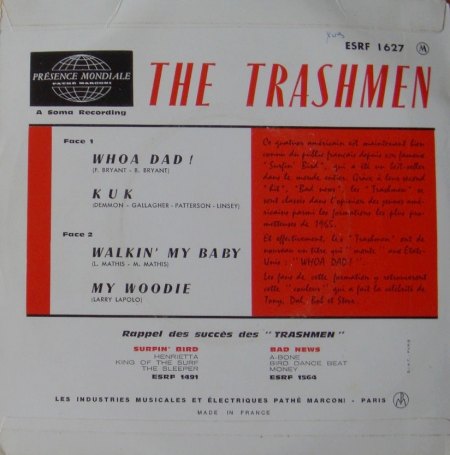 ESRF 1627 M
PRÉSENCE MONDIALE
PATHÉ MARCONI
A Soma Recording
THE TRASHMEN
Face 1
WHOA DAD !
(F. BRYANT - B. BRYANT)
KUK
(DEMMON - GALLAGHER - PATTERSON - LINSEY)
Face 2
WALKIN' MY BABY
(L. MATHIS - M. MATHIS)
MY WOODIE
(LARRY LAPOLO)
Ce quatuor américain est maintenant bien
connu du public français depuis son fameux
"Surfin' Bird", qui a été un best-seller
dans le monde entier. Grâce à leur second
"hit", "Bad news", les "Trashmen" se
sont classés dans l'opinion des jeunes amé-
ricains parmi les formations les plus pro-
metteuses de 1965.
Et effectivement, les "Trashmen" ont de
nouveau un titre qui "monte" aux États-
Unis : "WHOA DAD !"
Les fans de cette formation y retrouveront
cette "couleur" qui a fait la célébrité de
Tony, Dal, Bob et Steve.
Rappel des succès des "TRASHMEN"
SURFIN' BIRD
HENRIETTA
KING OF THE SURF
THE SLEEPER
ESRF 1491
BAD NEWS
A-BONE
BIRD DANCE BEAT
MONEY
ESRF 1564
LES INDUSTRIES MUSICALES ET ÉLECTRIQUES PATHÉ MARCONI - PARIS
MADE IN FRANCE